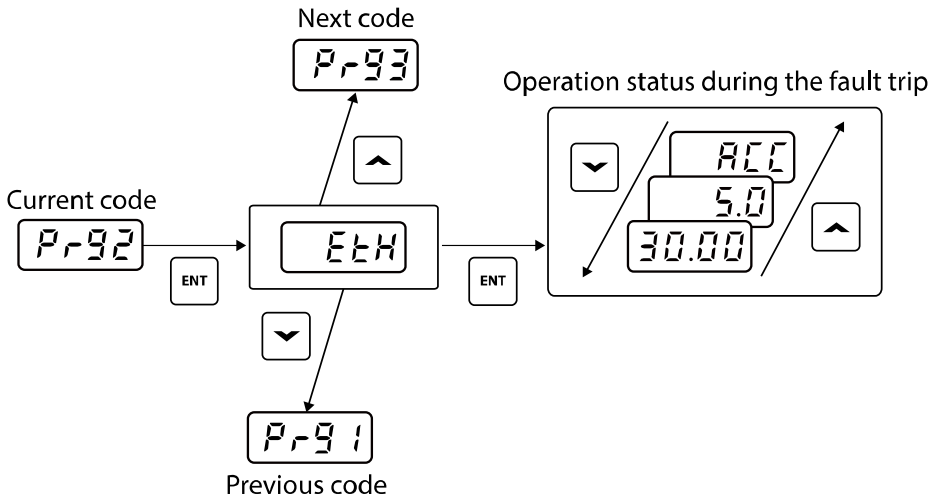 Next code
Pr93
Operation status during the fault trip
ACC
Current code
5.0
Pr92
EtH
30.00
ENT
ENT
Pr91
Previous code